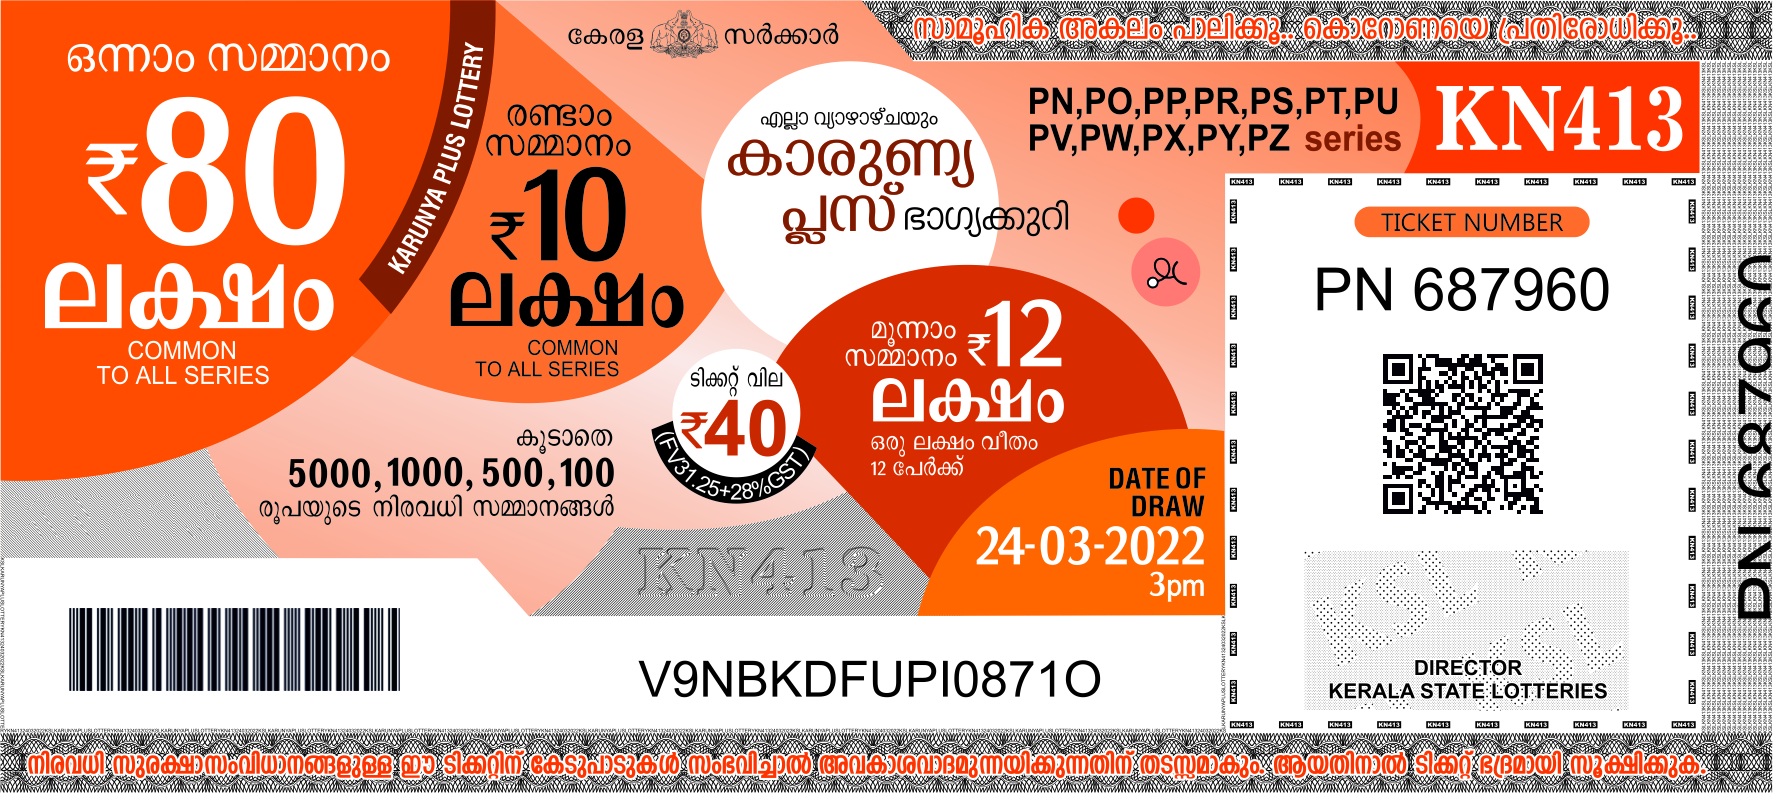 ഒന്നാം സമ്മാനം
₹80
ലക്ഷം
COMMON
TO ALL SERIES
KARUNYA PLUS LOTTERY
രണ്ടാം
സമ്മാനം
₹10
ലക്ഷം
COMMON
TO ALL SERIES
കേരള സർക്കാർ
എല്ലാ വ്യാഴാഴ്ചയും
കാരുണ്യ
പ്ലസ് ഭാഗ്യക്കുറി
സാമൂഹിക അകലം പാലിക്കൂ.. കൊറോണയെ പ്രതിരോധിക്കൂ..
PN,PO,PP,PR,PS,PT,PU
PV,PW,PX,PY,PZ series
KN413
മൂന്നാം
സമ്മാനം ₹12
ലക്ഷം
ഒരു ലക്ഷം വീതം
12 പേർക്ക്
ടിക്കറ്റ് വില
₹40
(FV31.25+28%GST)
കൂടാതെ
5000,1000,500,100
രൂപയുടെ നിരവധി സമ്മാനങ്ങൾ
DATE OF
DRAW
24-03-2022
3pm
KN413
V9NBKDFUPI0871O
TICKET NUMBER
PN 687960
KSL
KSL
DIRECTOR
KERALA STATE LOTTERIES
PN 687960
നിരവധി സുരക്ഷാസംവിധാനങ്ങളുള്ള ഈ ടിക്കറ്റിന് കേടുപാടുകൾ സംഭവിച്ചാൽ അവകാശവാദമുന്നയിക്കുന്നതിന് തടസ്സമാകും. ആയതിനാൽ ടിക്കറ്റ് ഭദ്രമായി സൂക്ഷിക്കുക.